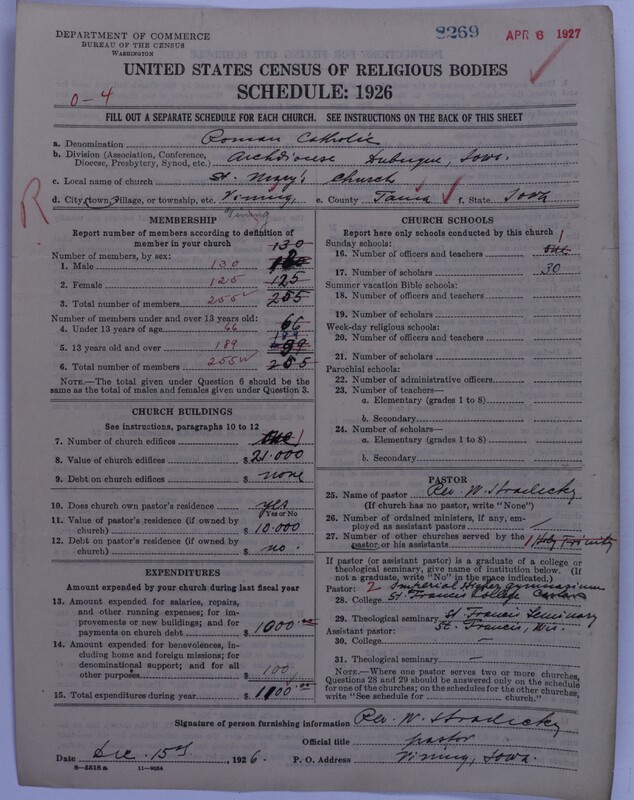 DEPARTMENT OF COMMERCE
BUREAU OF THE CENSUS
WASHINGTON
8269
APR 6 1927
UNITED STATES CENSUS OF RELIGIOUS BODIES
SCHEDULE: 1926
0-4
FILL OUT A SEPARATE SCHEDULE FOR EACH CHURCH. SEE INSTRUCTIONS ON THE BACK OF THIS SHEET
a. Denomination Roman Catholic
b. Division (Association, Conference, Diocese, Presbytery, Synod, etc.) Archdiocese Dubuque, Iowa.
c. Local name of church St. Mary's Church
d. City, town, village, or township, etc. Vining, e. County Tama f. State Iowa
R
Vining
MEMBERSHIP
Report number of members according to definition of
member in your church
130
Number of members, by sex:
1. Male 130
2. Female 125 125
3. Total number of members 255 255
Number of members under and over 13 years old:
4. Under 13 years of age 66 66
189
5. 13 years old and over 189
6. Total number of members 255 255
NOTE.—The total given under Question 6 should be
the same as the total of males and females given under Question 3.
CHURCH BUILDINGS
See instructions, paragraphs 10 to 12
7. Number of church edifices one 1
8. Value of church edifices $ 21.000
9. Debt on church edifices $ none
10. Does church own pastor's residence yes
(Yes or No)
11. Value of pastor's residence (if owned by
church) $ 10.000
12. Debt on pastor's residence (if owned by
church) $ no.
EXPENDITURES
Amount expended by your church during last fiscal year
13. Amount expended for salaries, repairs,
and other running expenses; for im-
provements or new buildings; and for
payments on church debt $ 1000.00
14. Amount expended for benevolences,
including home and foreign missions; for
denominational support; and for all
other purposes 100
15. Total expenditures during year $ 1100.00
CHURCH SCHOOLS
Report here only schools conducted by this church
Sunday schools:
16. Number of officers and teachers one 1
17. Number of scholars 30
Summer vacation Bible schools:
18. Number of officers and teachers
19. Number of scholars
Week-day religious schools:
20. Number of officers and teachers
21. Number of scholars
Parochial schools:
22. Number of administrative officers
23. Number of teachers—
a. Elementary (grades 1 to 8)
b. Secondary
24. Number of scholars—
a. Elementary (grades 1 to 8)
b. Secondary
PASTOR
25. Name of pastor Rev. W.
(If church has no pastor, write "None")
26. Number of ordained ministers, if any, em-
ployed as assistant pastors
27. Number of other churches served by the
pastor, or his assistants 1 Holy Trinity
If pastor (or assistant pastor) is a graduate of a college or
theological seminary, give name of institution below. (If
not a graduate, write "No" in the space indicated.)
Pastor: 2 Imperial Higher Gymnasium
28. College St. Francis College
29. Theological seminary St Francis Seminary
St. Francis, Wis.
Assistant pastor:
30. College —
31. Theological seminary —
NOTE.—Where one pastor serves two or more churches,
Questions 28 and 29 should be answered only on the schedule
for one of the churches; on the schedules for the other churches,
write "See schedule for church."
Signature of person furnishing information Rev. W.
Official title pastor
Date Dec. 15th, 1926. P. O. Address Vining, Iowa.
8—5318 a 11—9264